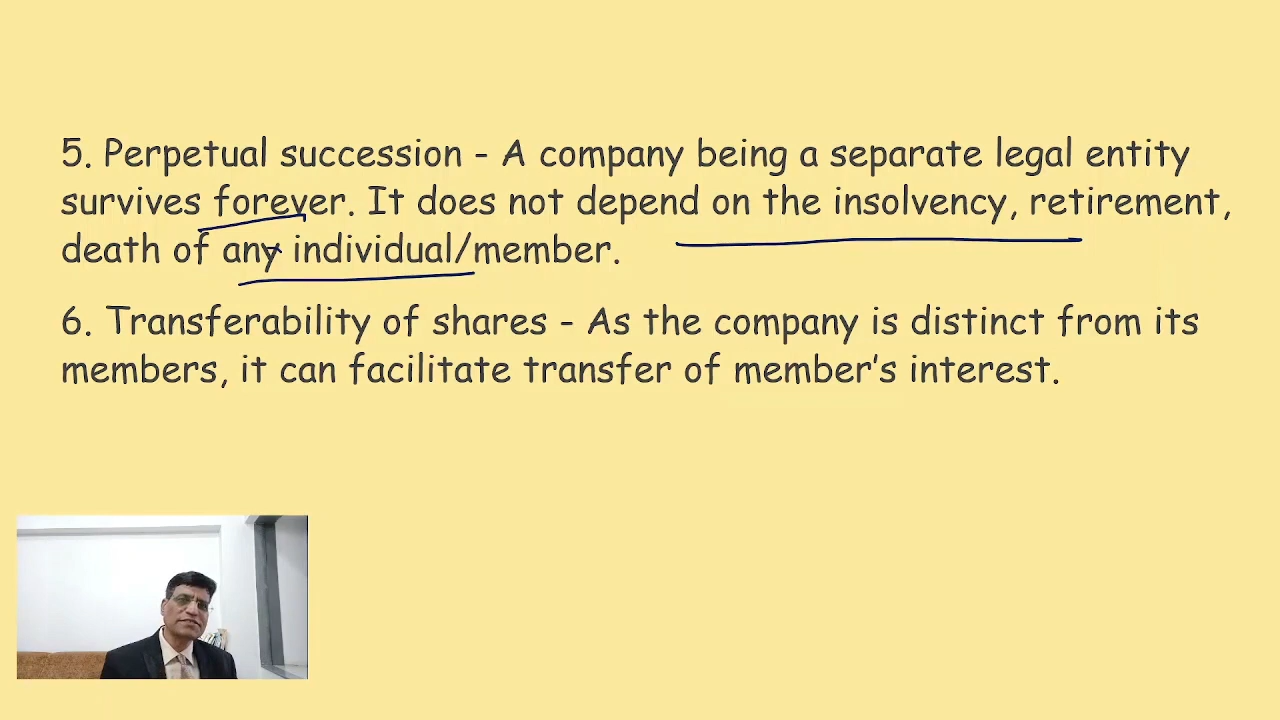 5. Perpetual succession - A company being a separate legal entity
survives forever. It does not depend on the insolvency, retirement,
death of any individual/member.
6. Transferability of shares - As the company is distinct from its
members, it can facilitate transfer of member’s interest.